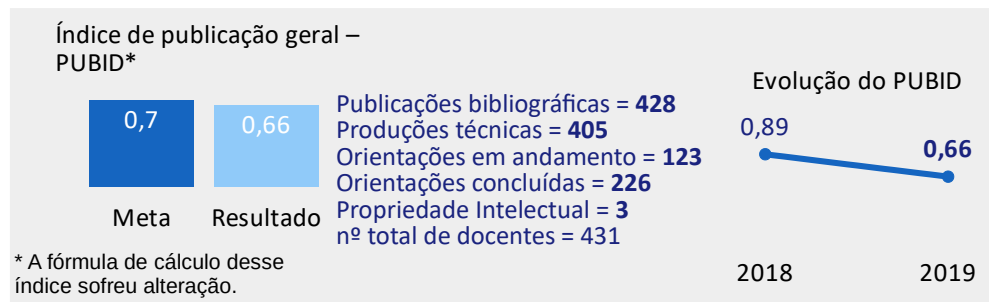 Índice de publicação geral –
PUBID*
0,7
0,66
Meta
Resultado
Publicações bibliográficas = 428
Produções técnicas = 405
Orientações em andamento = 123
Orientações concluídas = 226
Propriedade Intelectual = 3
nº total de docentes = 431
Evolução do PUBID
0,89
0,66
2018
2019
* A fórmula de cálculo desse
índice sofreu alteração.